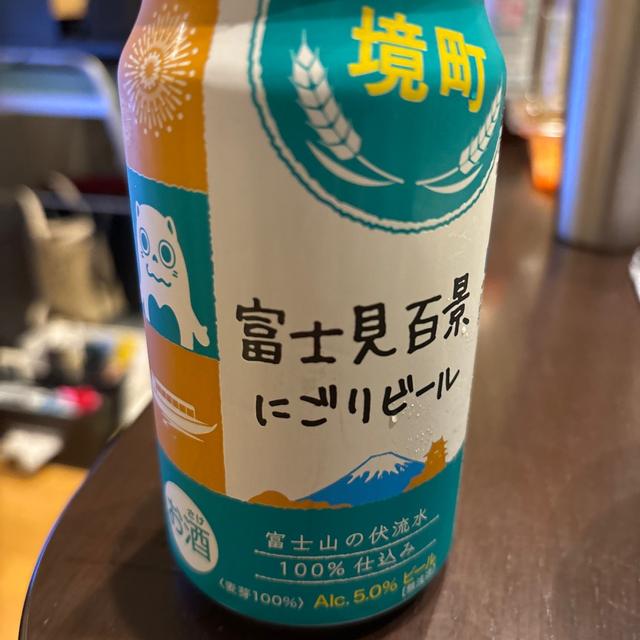 境町
富士見百景
にごりビール
お酒
富士山の伏流水
100%仕込み
〈麦芽100%〉 Alc. 5.0% ビール